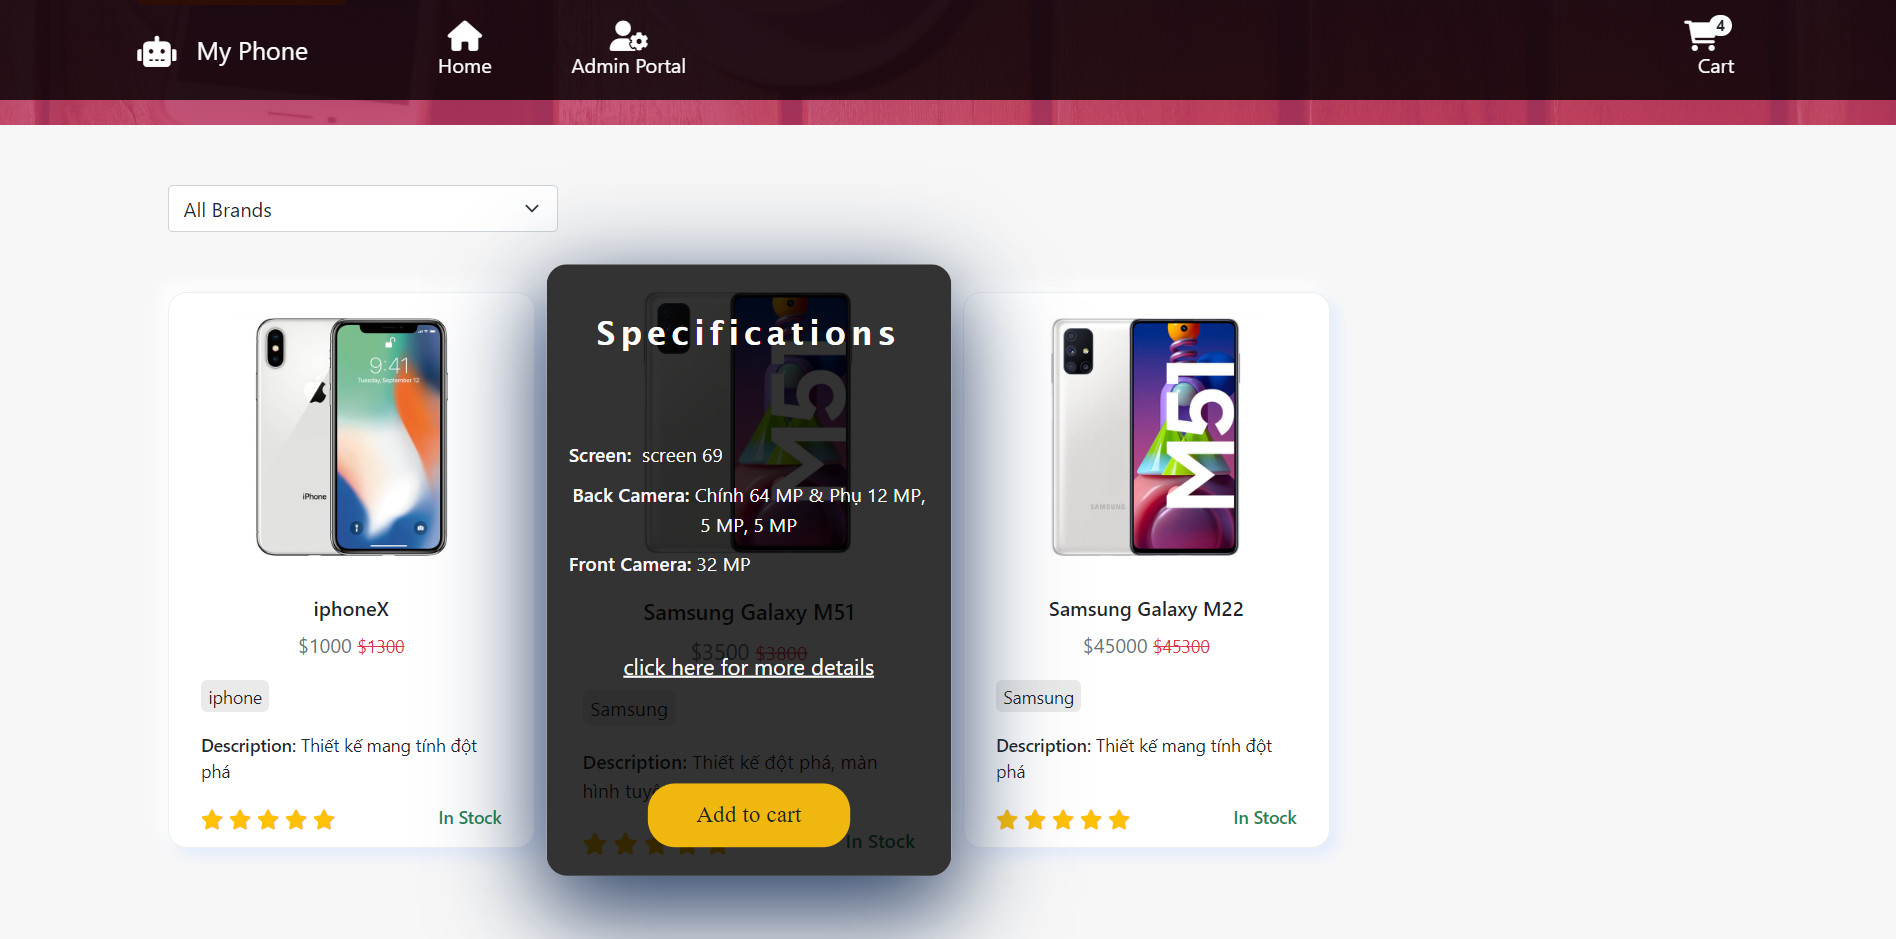 My Phone
Home
Admin Portal
4
Cart
All Brands
9:41
Tuesday, September 12
iPhone
iphoneX
$1000 $1300
iphone
Description: Thiết kế mang tính đột
phá
In Stock
Specifications
M51
Screen: screen 69
Back Camera: Chính 64 MP & Phụ 12 MP,
5 MP, 5 MP
Front Camera: 32 MP
Samsung Galaxy M51
$3500 $3800
click here for more details
Samsung
Description: Thiết kế đột phá, màn
hình
Add to cart
In Stock
M51
SAMSUNG
Samsung Galaxy M22
$45000 $45300
Samsung
Description: Thiết kế mang tính đột
phá
In Stock